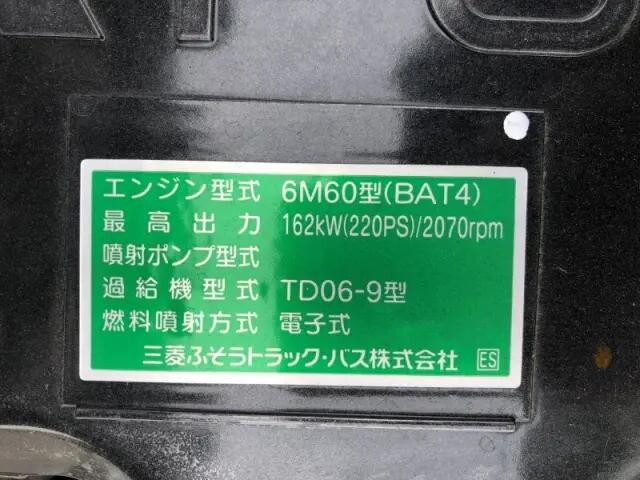 エンジン型式 6M60型(BAT4)
最高出力 162kW(220PS)/2070rpm
噴射ポンプ型式
過給機型式 TD06-9型
燃料噴射方式 電子式
三菱ふそうトラック・バス株式会社 ES